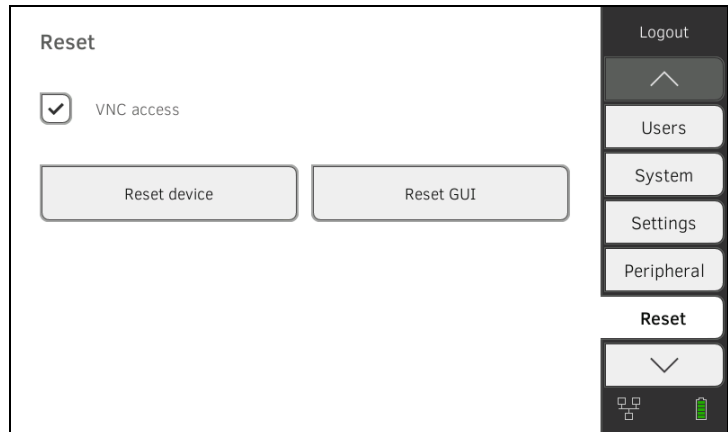 Reset
VNC access
Reset device
Reset GUI
Logout
Users
System
Settings
Peripheral
Reset